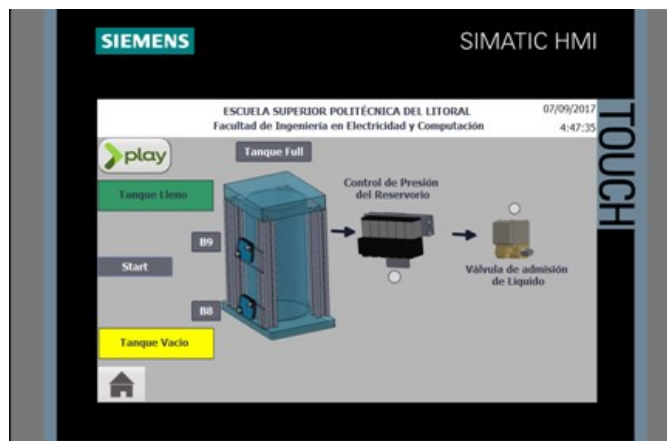 SIEMENS
SIMATIC HMI
TOUCH
ESCUELA SUPERIOR POLITÉCNICA DEL LITORAL
Facultad de Ingeniería en Electricidad y Computación
07/09/2017
4:47:35
play
Tanque Full
Tanque Lleno
Control de Presión
del Reservorio
B9
Start
Válvula de admisión
de Liquido
B8
Tanque Vacio